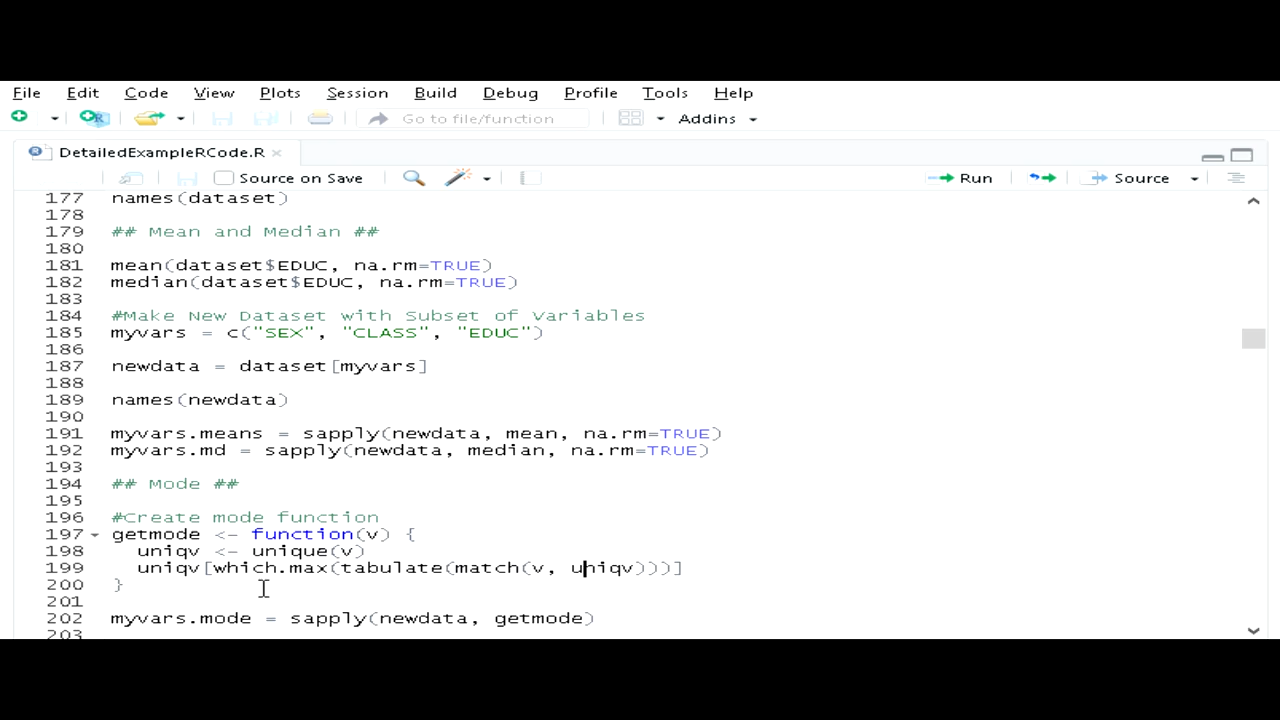 File Edit Code View Plots Session Build Debug Profile Tools Help
Go to file/function Addins
DetailedExampleRCode.R
Source on Save Run Source
177 names(dataset)
178
179 ## Mean and Median ##
180
181 mean(dataset$EDUC, na.rm=TRUE)
182 median(dataset$EDUC, na.rm=TRUE)
183
184 #Make New Dataset with Subset of Variables
185 myvars = c("SEX", "CLASS", "EDUC")
186
187 newdata = dataset[myvars]
188
189 names(newdata)
190
191 myvars.means = sapply(newdata, mean, na.rm=TRUE)
192 myvars.md = sapply(newdata, median, na.rm=TRUE)
193
194 ## Mode ##
195
196 #Create mode function
197 getmode <- function(v) {
198 uniqv <- unique(v)
199 uniqv[which.max(tabulate(match(v, uniqv)))]
200 }
201
202 myvars.mode = sapply(newdata, getmode)
203